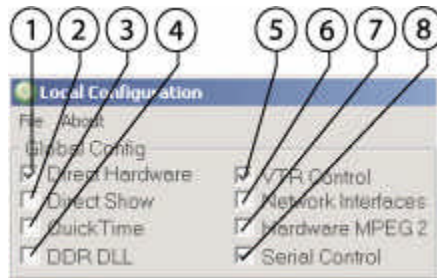 1 2 3 4 5 6 7 8
Local Configuration
File About
Global Config
Direct Hardware VTR Control
Direct Show Network Interfaces
QuickTime Hardware MPEG 2
DDR DLL Serial Control